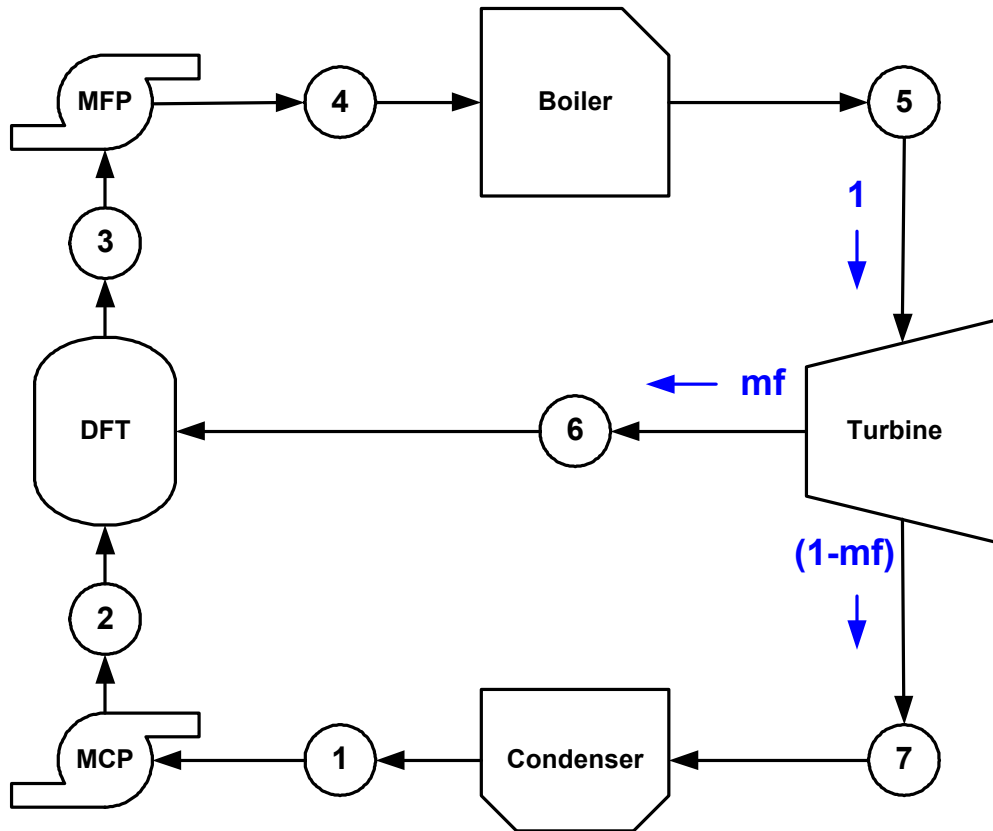 MFP
4
Boiler
5
1
3
mf
DFT
6
Turbine
(1-mf)
2
MCP
1
Condenser
7